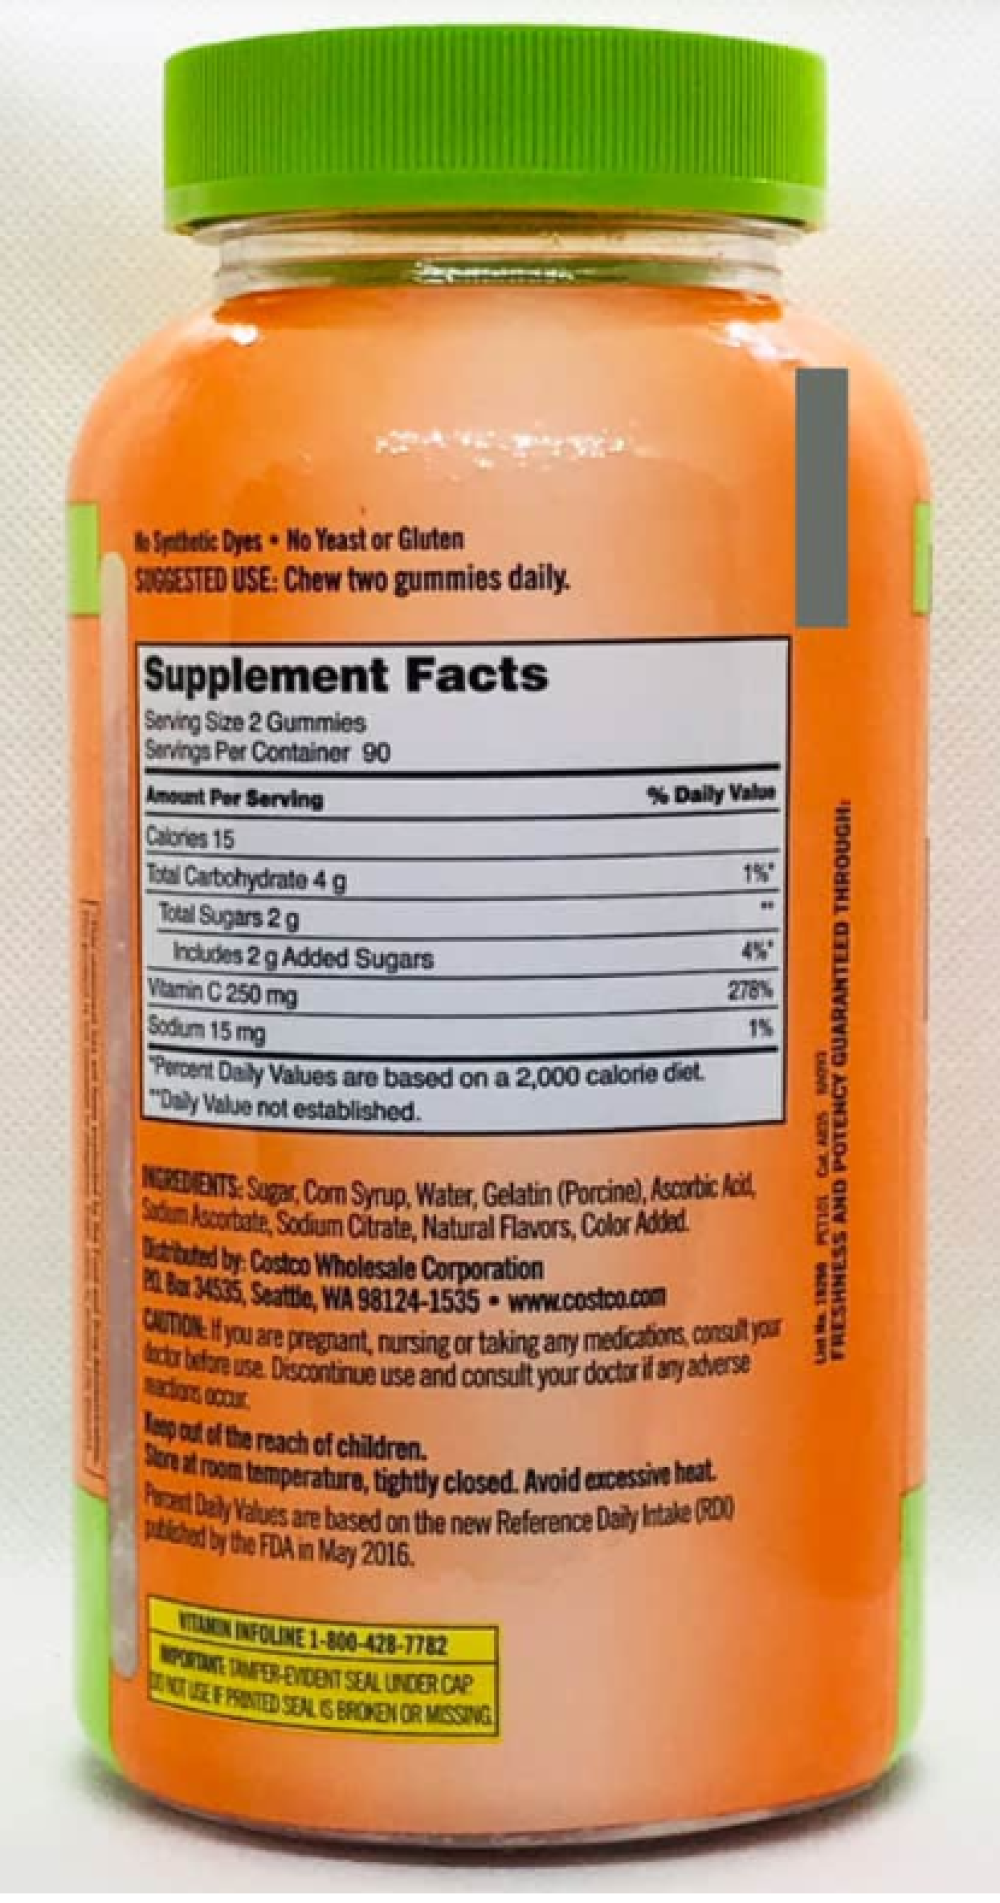 No Synthetic Dyes • No Yeast or Gluten
SUGGESTED USE: Chew two gummies daily.
Supplement Facts
Serving Size 2 Gummies
Servings Per Container 90
Amount Per Serving % Daily Value
Calories 15
Total Carbohydrate 4 g 1%*
Total Sugars 2 g **
Includes 2 g Added Sugars 4%*
Vitamin C 250 mg 278%
Sodium 15 mg 1%
*Percent Daily Values are based on a 2,000 calorie diet.
**Daily Value not established.
INGREDIENTS: Sugar, Corn Syrup, Water, Gelatin (Porcine), Ascorbic Acid,
Sodium Ascorbate, Sodium Citrate, Natural Flavors, Color Added.
Distributed by: Costco Wholesale Corporation
P.O. Box 34535, Seattle, WA 98124-1535 • www.costco.com
CAUTION: If you are pregnant, nursing or taking any medications, consult your
doctor before use. Discontinue use and consult your doctor if any adverse
reactions occur.
Keep out of the reach of children.
Store at room temperature, tightly closed. Avoid excessive heat.
Percent Daily Values are based on the new Reference Daily Intake (RDI)
published by the FDA in May 2016.
VITAMIN INFOLINE 1-800-428-7782
IMPORTANT: TAMPER-EVIDENT SEAL UNDER CAP.
DO NOT USE IF PRINTED SEAL IS BROKEN OR MISSING.
PET101
FRESHNESS AND POTENCY GUARANTEED THROUGH: